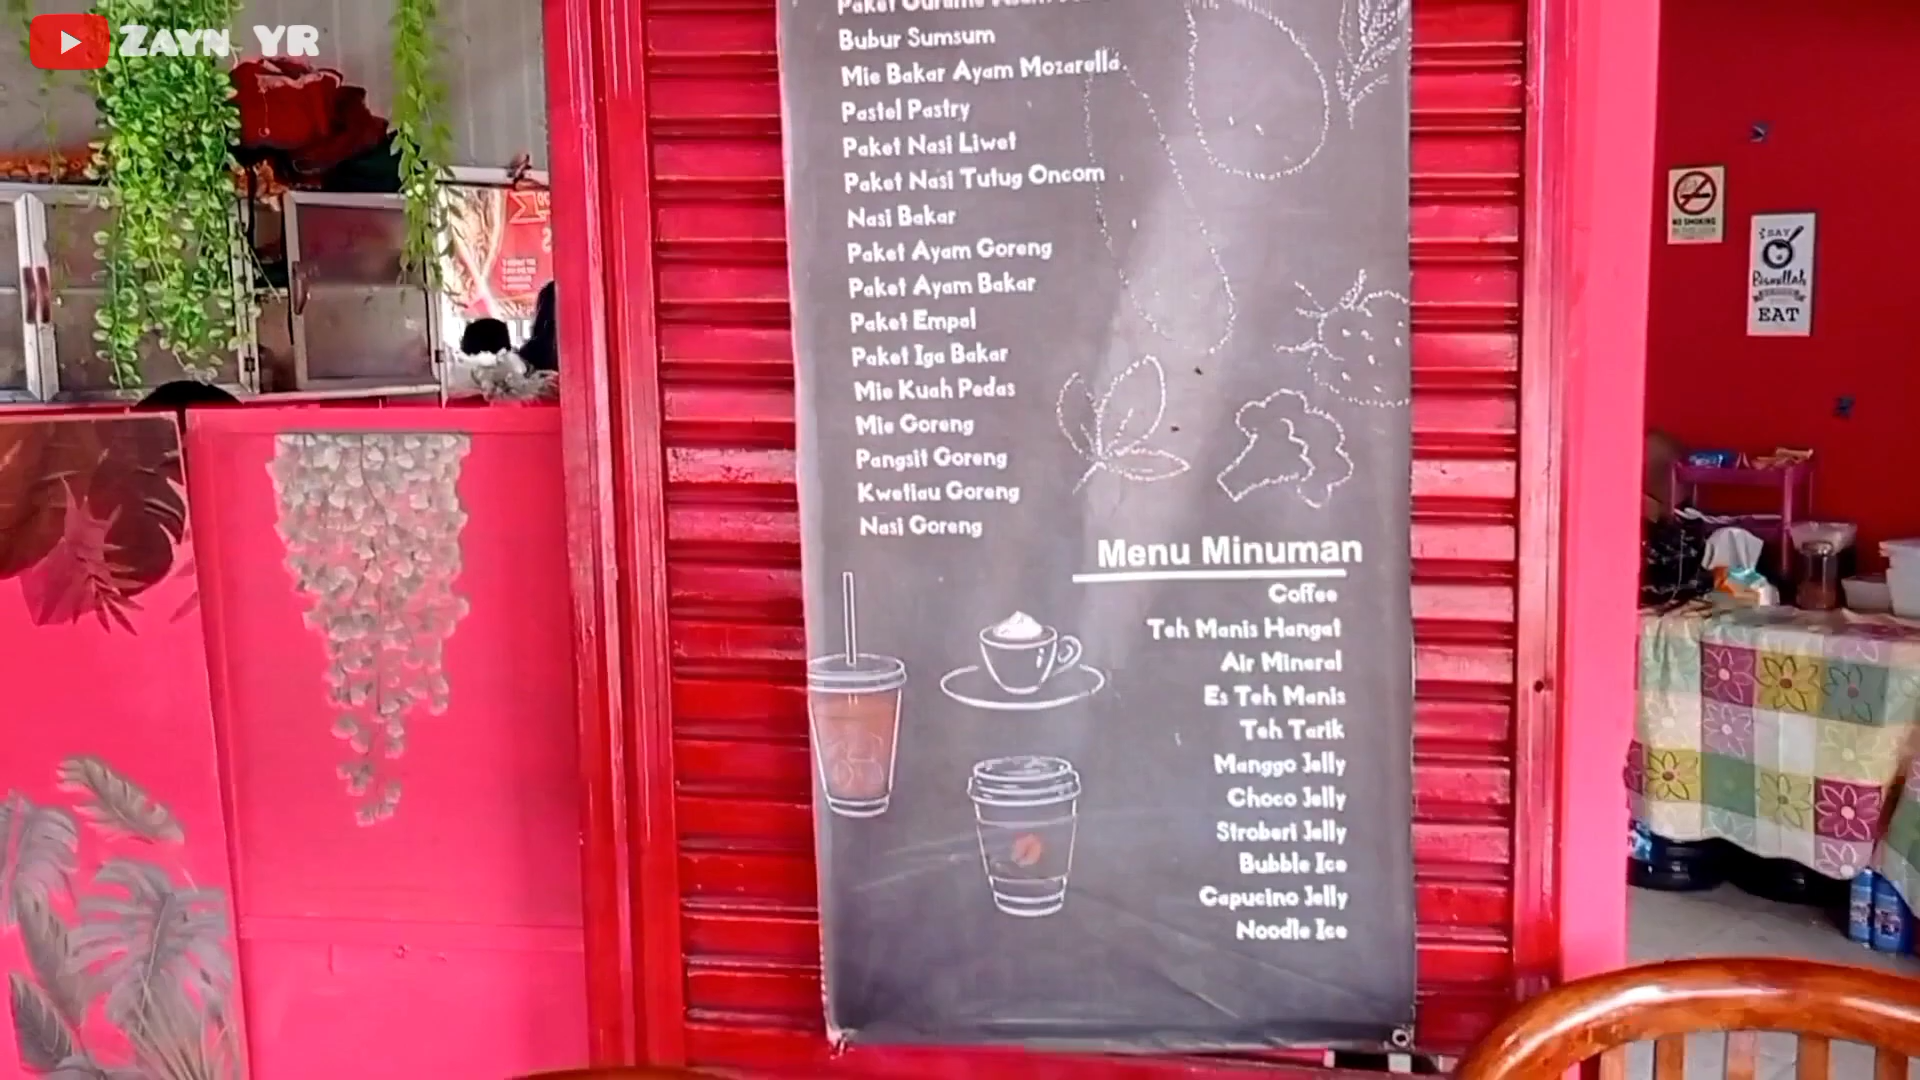 ZAYN YR
Bubur Sumsum
Mie Bakar Ayam Mozarella
Pastel Pastry
Paket Nasi Liwet
Paket Nasi Tutug Oncom
Nasi Bakar
Paket Ayam Goreng
Paket Ayam Bakar
Paket Empal
Paket Iga Bakar
Mie Kuah Pedas
Mie Goreng
Pangsit Goreng
Kwetiau Goreng
Nasi Goreng
Menu Minuman
Coffee
Teh Manis Hangat
Air Mineral
Es Teh Manis
Teh Tarik
Manggo Jelly
Choco Jelly
Stroberi Jelly
Bubble Ice
Capucino Jelly
Noodle Ice
NO SMOKING
SAY
Bismillah
EAT